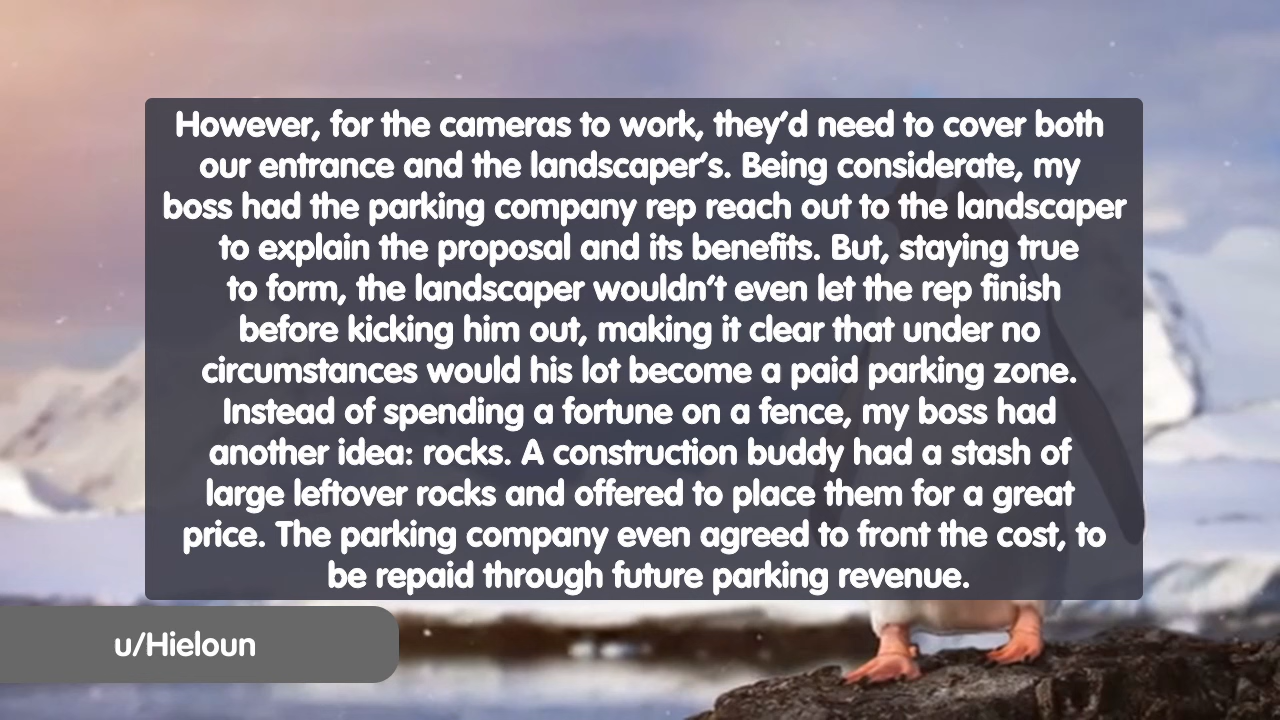 However, for the cameras to work, they’d need to cover both
our entrance and the landscaper’s. Being considerate, my
boss had the parking company rep reach out to the landscaper
to explain the proposal and its benefits. But, staying true
to form, the landscaper wouldn’t even let the rep finish
before kicking him out, making it clear that under no
circumstances would his lot become a paid parking zone.
Instead of spending a fortune on a fence, my boss had
another idea: rocks. A construction buddy had a stash of
large leftover rocks and offered to place them for a great
price. The parking company even agreed to front the cost, to
be repaid through future parking revenue.
u/Hieloun